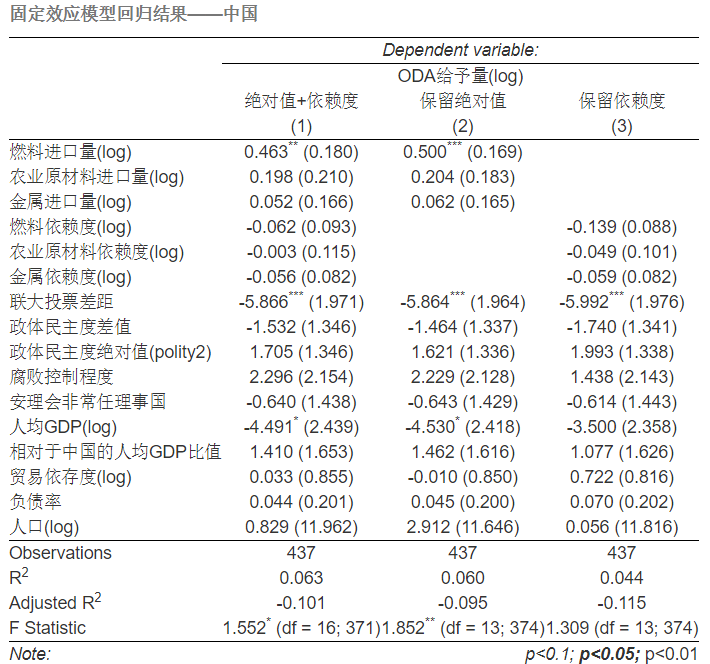 固定效应模型回归结果——中国
Dependent variable:
ODA给予量(log)
绝对值+依赖度 保留绝对值 保留依赖度
(1) (2) (3)
燃料进口量(log) 0.463** (0.180) 0.500*** (0.169)
农业原材料进口量(log) 0.198 (0.210) 0.204 (0.183)
金属进口量(log) 0.052 (0.166) 0.062 (0.165)
燃料依赖度(log) -0.062 (0.093) -0.139 (0.088)
农业原材料依赖度(log) -0.003 (0.115) -0.049 (0.101)
金属依赖度(log) -0.056 (0.082) -0.059 (0.082)
联大投票差距 -5.866*** (1.971) -5.864*** (1.964) -5.992*** (1.976)
政体民主度差值 -1.532 (1.346) -1.464 (1.337) -1.740 (1.341)
政体民主度绝对值(polity2) 1.705 (1.346) 1.621 (1.336) 1.993 (1.338)
腐败控制程度 2.296 (2.154) 2.229 (2.128) 1.438 (2.143)
安理会非常任理事国 -0.640 (1.438) -0.643 (1.429) -0.614 (1.443)
人均GDP(log) -4.491* (2.439) -4.530* (2.418) -3.500 (2.358)
相对于中国的人均GDP比值 1.410 (1.653) 1.462 (1.616) 1.077 (1.626)
贸易依存度(log) 0.033 (0.855) -0.010 (0.850) 0.722 (0.816)
负债率 0.044 (0.201) 0.045 (0.200) 0.070 (0.202)
人口(log) 0.829 (11.962) 2.912 (11.646) 0.056 (11.816)
Observations 437 437 437
R2 0.063 0.060 0.044
Adjusted R2 -0.101 -0.095 -0.115
F Statistic 1.552* (df = 16; 371) 1.852** (df = 13; 374) 1.309 (df = 13; 374)
Note: p<0.1; p<0.05; p<0.01